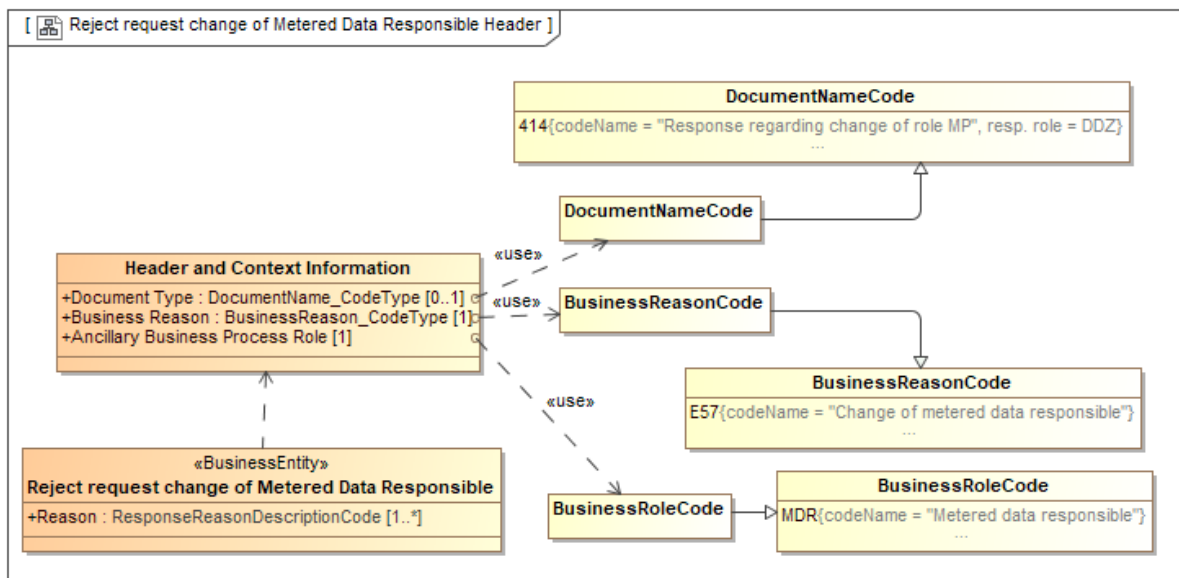 [ Reject request change of Metered Data Responsible Header ]
DocumentNameCode
414{codeName = "Response regarding change of role MP", resp. role = DDZ}
...
DocumentNameCode
«use»
Header and Context Information
+Document Type : DocumentName_CodeType [0..1]
+Business Reason : BusinessReason_CodeType [1]
+Ancillary Business Process Role [1]
«use»
BusinessReasonCode
BusinessReasonCode
E57{codeName = "Change of metered data responsible"}
...
«use»
«BusinessEntity»
Reject request change of Metered Data Responsible
+Reason : ResponseReasonDescriptionCode [1..*]
BusinessRoleCode
BusinessRoleCode
MDR{codeName = "Metered data responsible"}
...